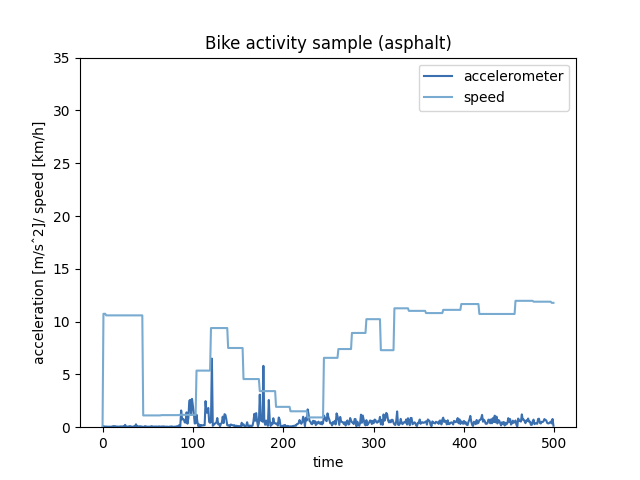 Bike activity sample (asphalt)
accelerometer
speed
acceleration [m/sˆ2]/ speed [km/h]
35
30
25
20
15
10
5
0
0 100 200 300 400 500
time